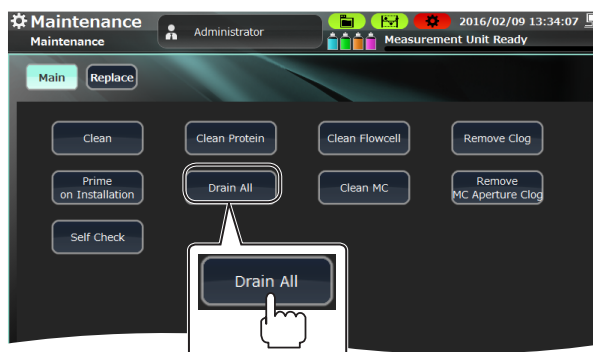 Maintenance
Maintenance
Administrator
2016/02/09 13:34:07
Measurement Unit Ready
Main
Replace
Clean
Clean Protein
Clean Flowcell
Remove Clog
Prime
on Installation
Drain All
Clean MC
Remove
MC Aperture Clog
Self Check
Drain All